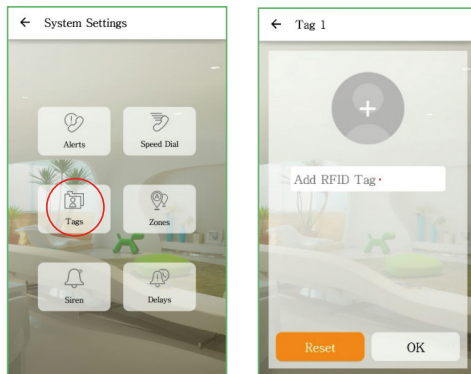 ← System Settings
Alerts
Speed Dial
Tags
Zones
Siren
Delays
← Tag 1
+
Add RFID Tag
Reset
OK